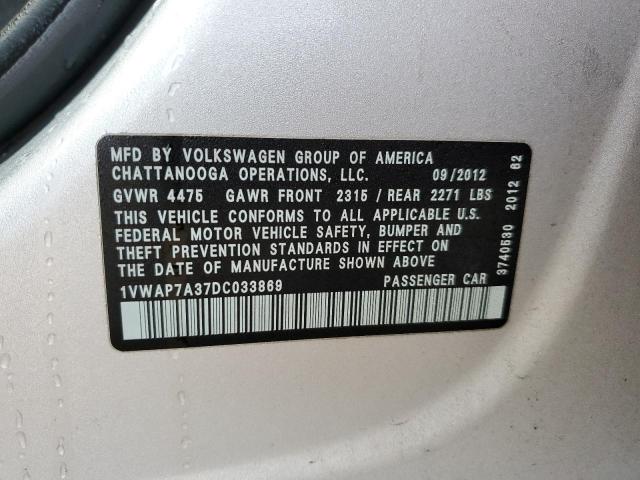 MFD BY VOLKSWAGEN GROUP OF AMERICA
CHATTANOOGA OPERATIONS, LLC. 09/2012
GVWR 4475 GAWR FRONT 2315 / REAR 2271 LBS
THIS VEHICLE CONFORMS TO ALL APPLICABLE U.S.
FEDERAL MOTOR VEHICLE SAFETY, BUMPER AND
THEFT PREVENTION STANDARDS IN EFFECT ON
THE DATE OF MANUFACTURE SHOWN ABOVE
1VWAP7A37DC033869 PASSENGER CAR
3740530 2012 62